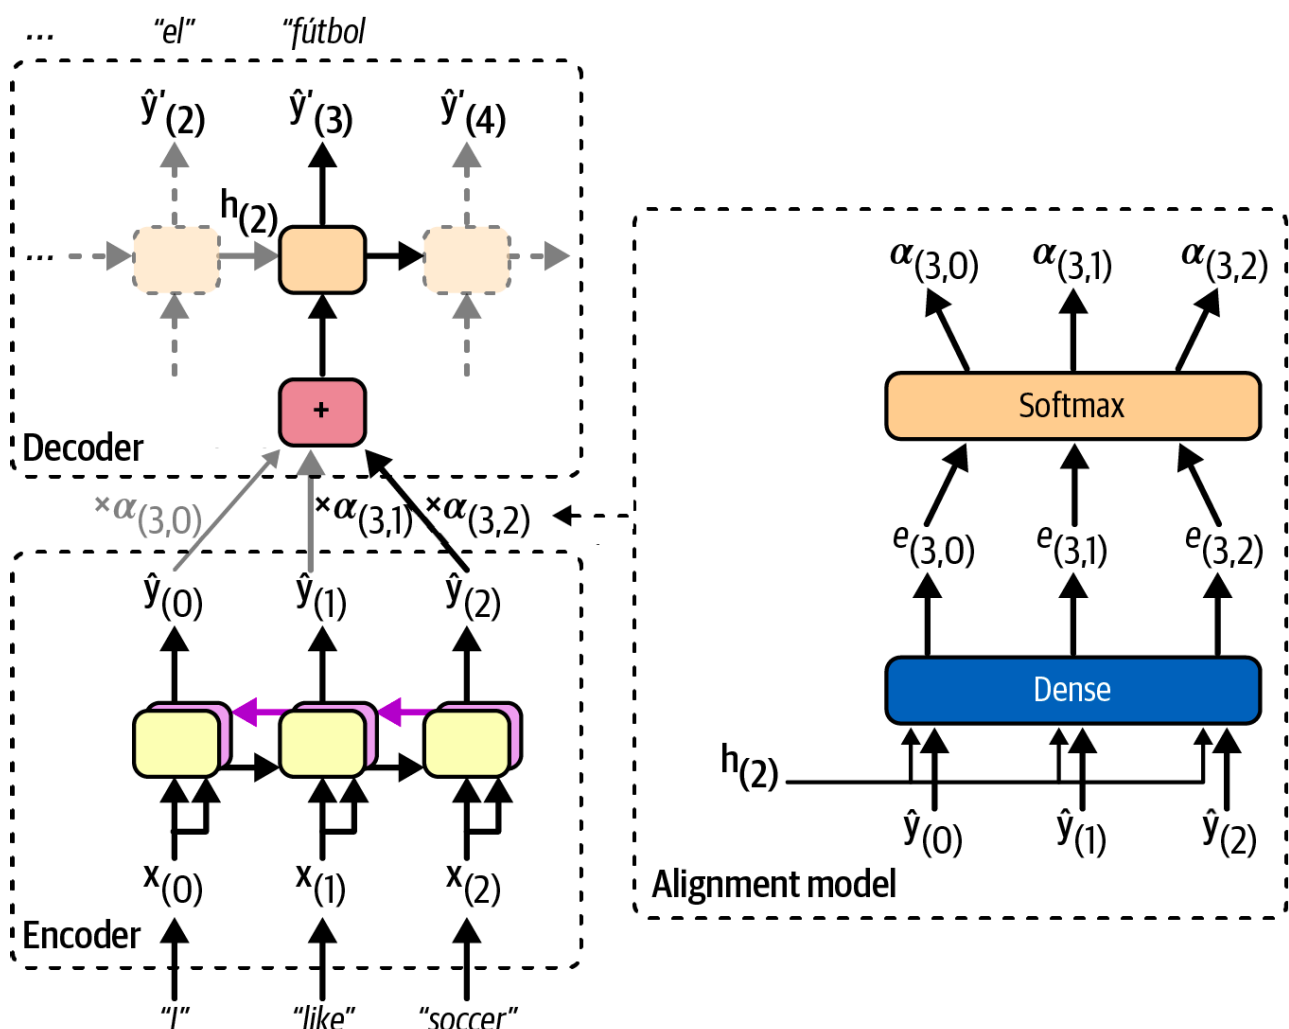 ... "el" "fútbol
ŷ′(2) ŷ′(3) ŷ′(4)
h(2)
...
+
Decoder
×α(3,0) ×α(3,1) ×α(3,2)
ŷ(0) ŷ(1) ŷ(2)
x(0) x(1) x(2)
Encoder
"I" "like" "soccer"
α(3,0) α(3,1) α(3,2)
Softmax
e(3,0) e(3,1) e(3,2)
Dense
h(2)
ŷ(0) ŷ(1) ŷ(2)
Alignment model